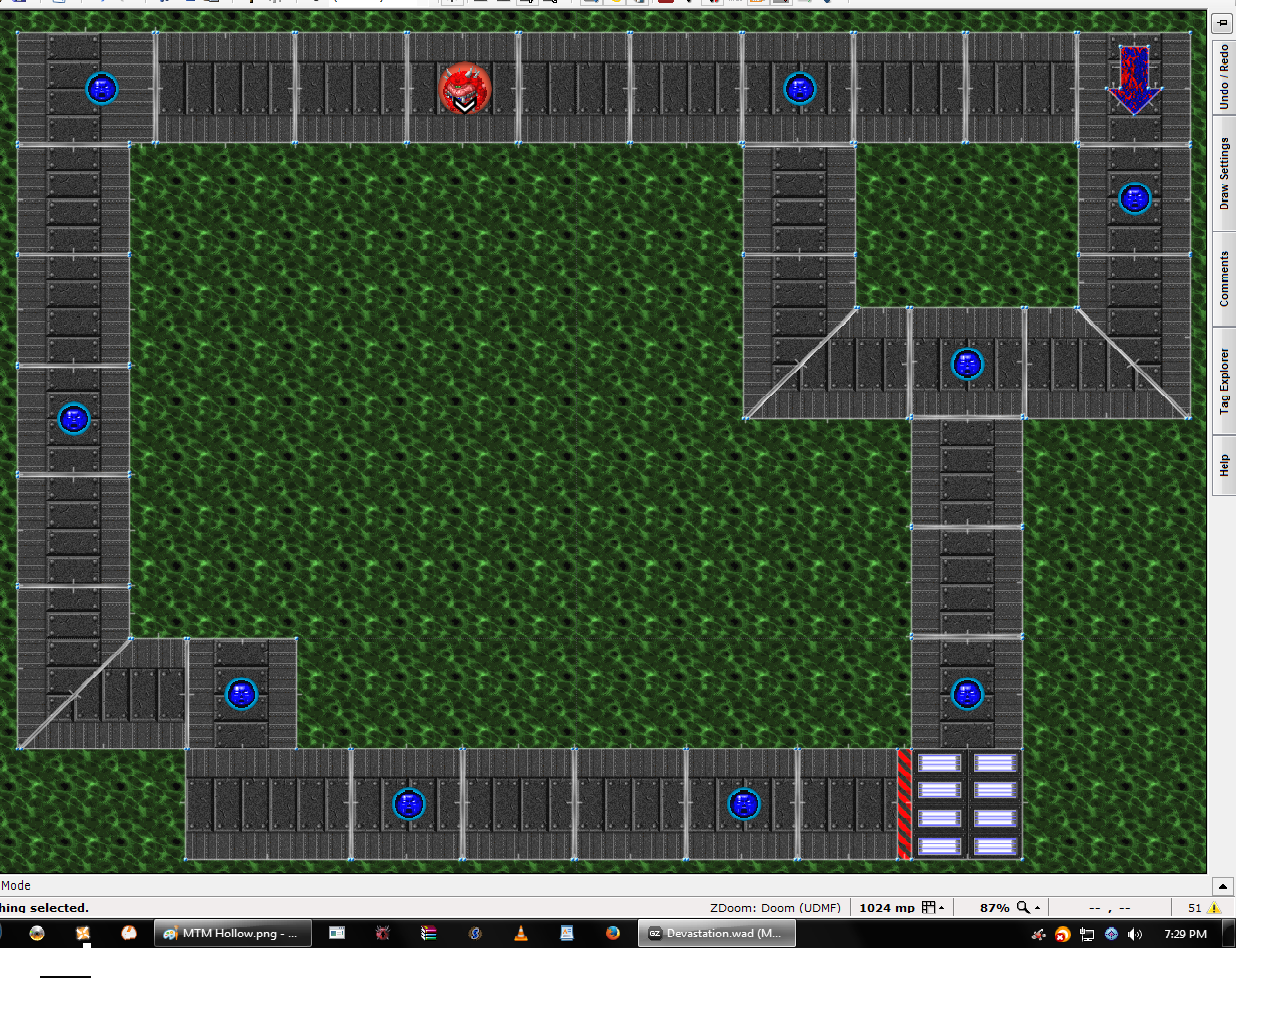 Undo / Redo
Draw Settings
Comments
Tag Explorer
Help
Mode
hing selected.
ZDoom: Doom (UDMF)
1024 mp
87%
-- , --
51
MTM Hollow.png - ...
GZ
Devastation.wad (M...
7:29 PM